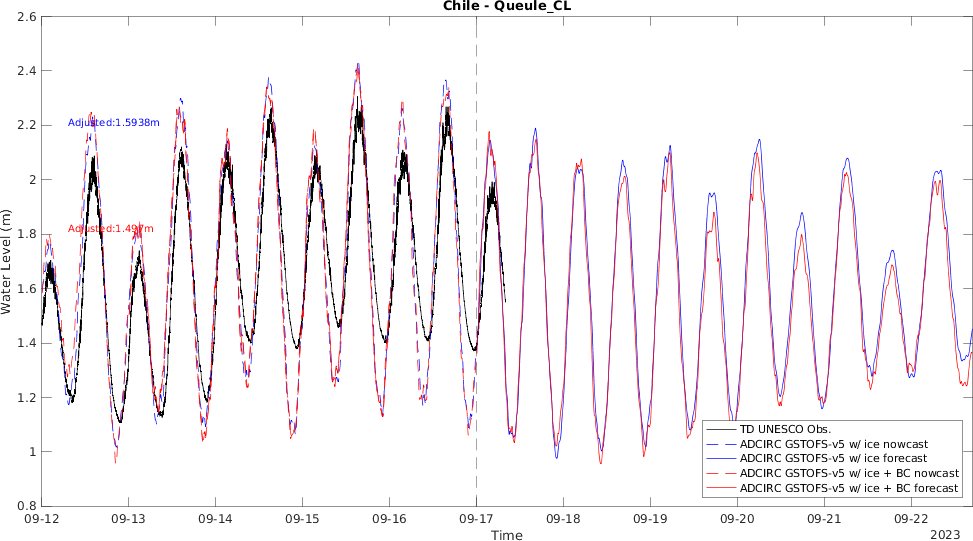 Chile - Queule_CL
2.6
2.4
2.2
2
1.8
1.6
1.4
1.2
1
0.8
Water Level (m)
Adjusted:1.5938m
Adjusted:1.497m
TD UNESCO Obs.
ADCIRC GSTOFS-v5 w/ ice nowcast
ADCIRC GSTOFS-v5 w/ ice forecast
ADCIRC GSTOFS-v5 w/ ice + BC nowcast
ADCIRC GSTOFS-v5 w/ ice + BC forecast
09-12 09-13 09-14 09-15 09-16 09-17 09-18 09-19 09-20 09-21 09-22
2023
Time